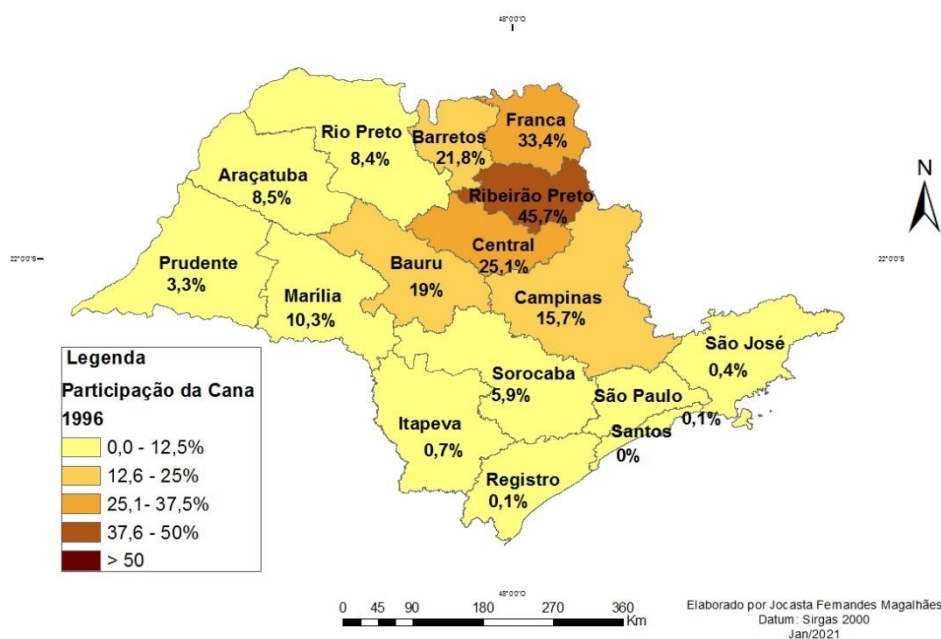 48°0'0"O
Franca
33,4%
Barretos
21,8%
Rio Preto
8,4%
Araçatuba
8,5%
Ribeirão Preto
45,7%
N
Central
25,1%
22°0'0"S
22°0'0"S
Prudente
3,3%
Bauru
19%
Marília
10,3%
Campinas
15,7%
São José
0,4%
Sorocaba
5,9%
São Paulo
0,1%
Santos
0%
Itapeva
0,7%
Registro
0,1%
Legenda
Participação da Cana
1996
0,0 - 12,5%
12,6 - 25%
25,1- 37,5%
37,6 - 50%
> 50
48°0'0"O
0 45 90 180 270 360
Km
Elaborado por Jocasta Fernandes Magalhães
Datum: Sirgas 2000
Jan/2021